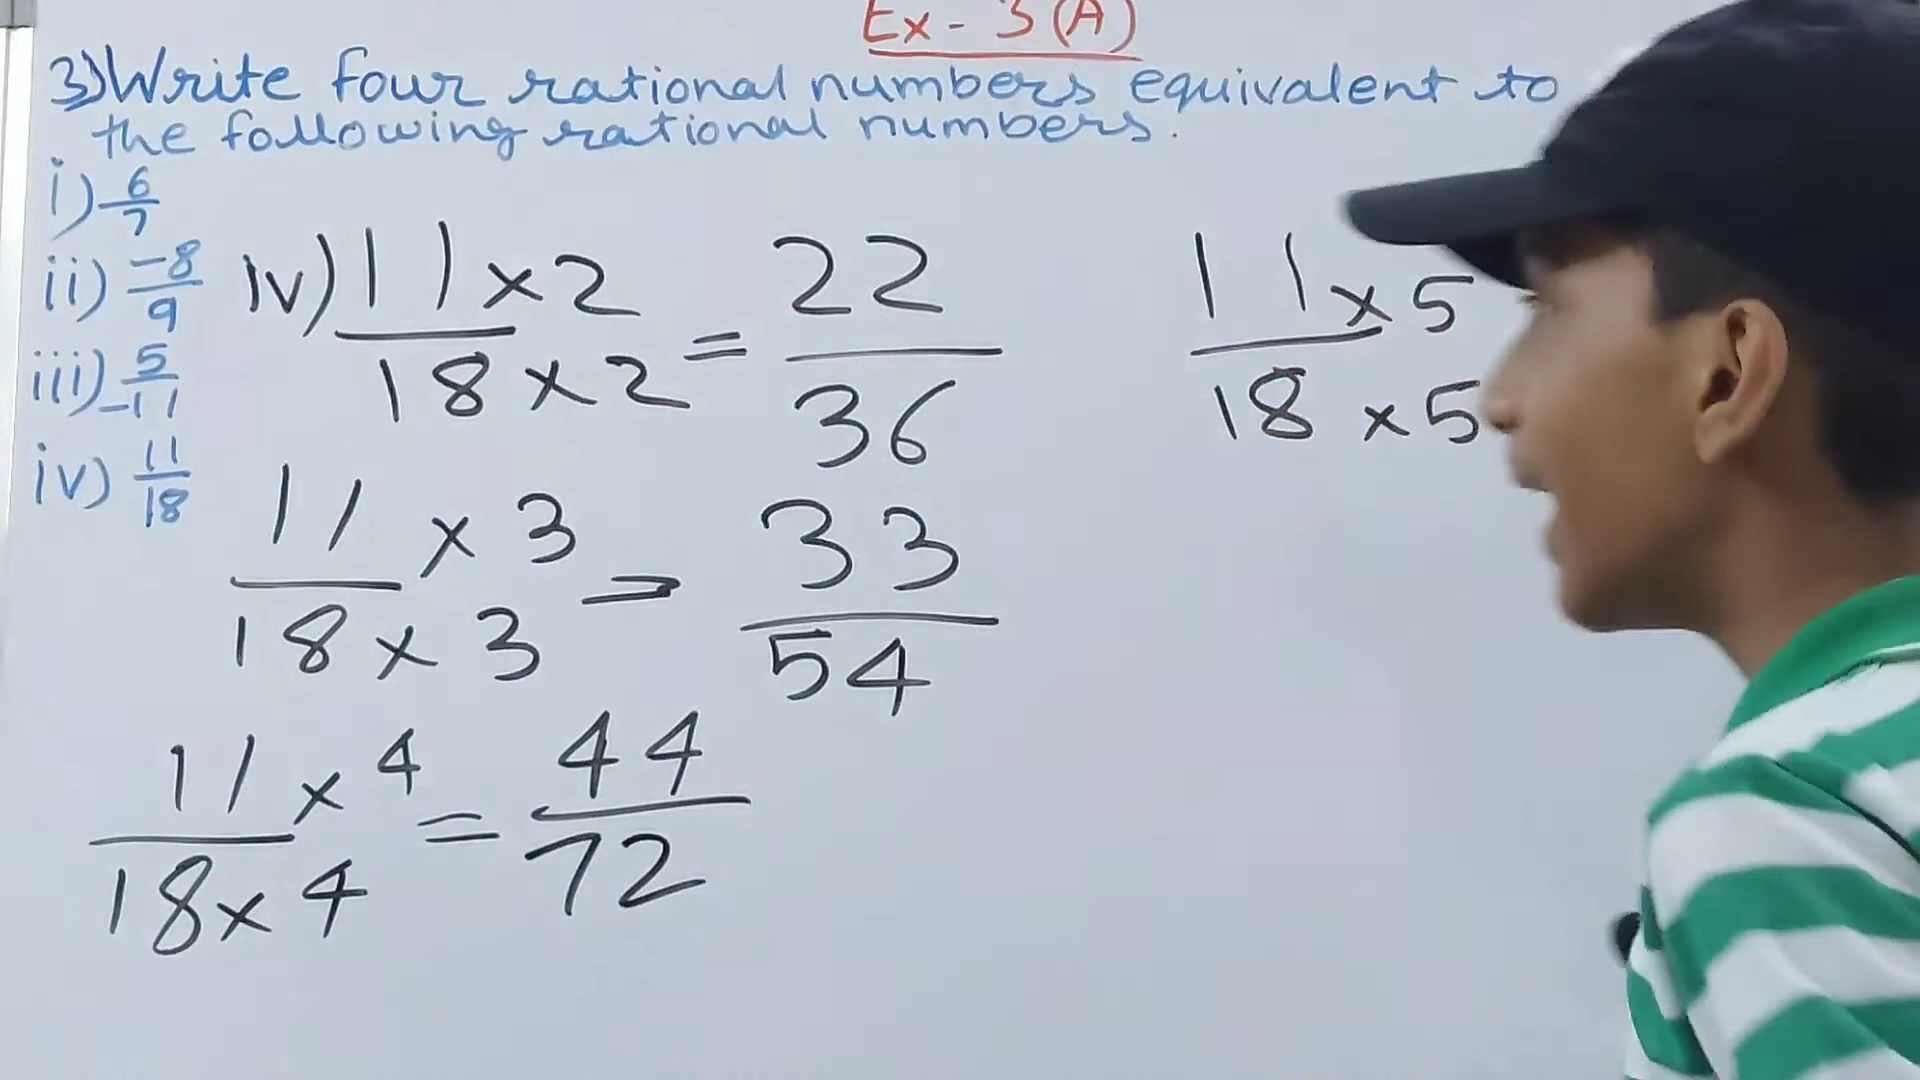 Ex - 3 (A)
3) Write four rational numbers equivalent to
the following rational numbers.
i) 6/7
ii) -8/9
iii) 5/-11
iv) 11/18
iv) 11 × 2 / 18 × 2 = 22/36
11 × 3 / 18 × 3 = 33/54
11 × 4 / 18 × 4 = 44/72
11 × 5 / 18 × 5